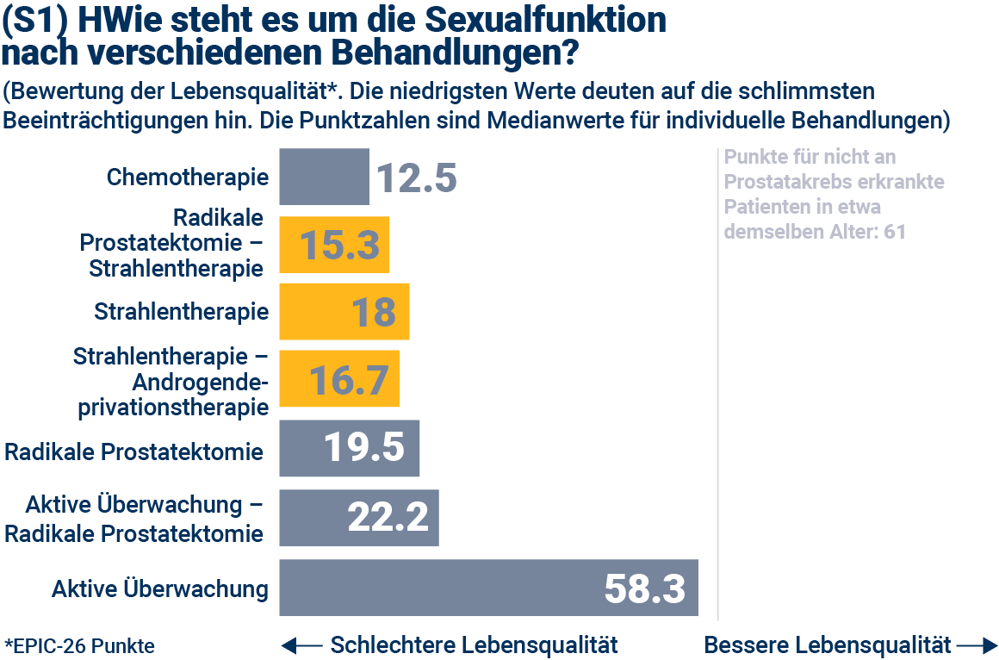 (S1) HWie steht es um die Sexualfunktion
nach verschiedenen Behandlungen?
(Bewertung der Lebensqualität*. Die niedrigsten Werte deuten auf die schlimmsten
Beeinträchtigungen hin. Die Punktzahlen sind Medianwerte für individuelle Behandlungen)
Punkte für nicht an
Prostatakrebs erkrankte
Patienten in etwa
demselben Alter: 61
Chemotherapie
12.5
Radikale
Prostatektomie –
Strahlentherapie
15.3
Strahlentherapie
18
Strahlentherapie –
Androgende-
privationstherapie
16.7
Radikale Prostatektomie
19.5
Aktive Überwachung –
Radikale Prostatektomie
22.2
Aktive Überwachung
58.3
*EPIC-26 Punkte
Schlechtere Lebensqualität
Bessere Lebensqualität